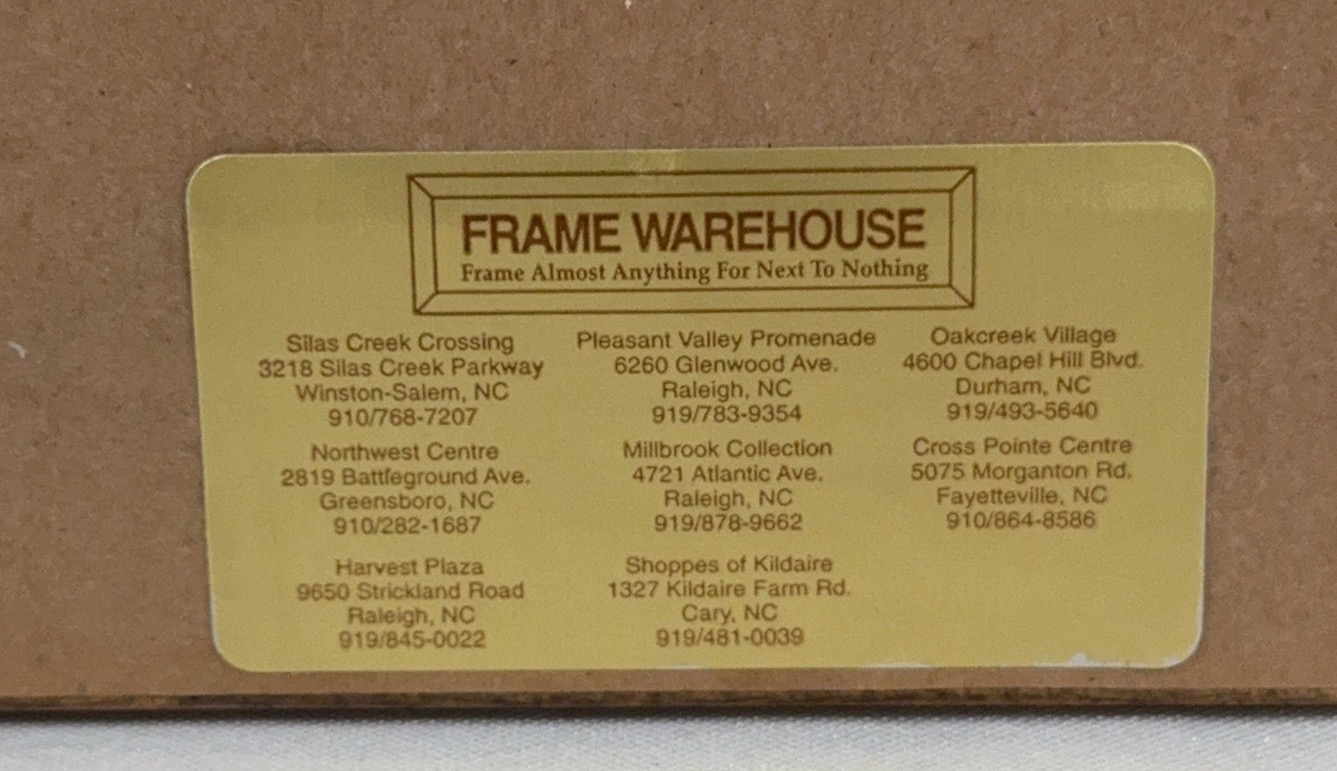 FRAME WAREHOUSE
Frame Almost Anything For Next To Nothing
Silas Creek Crossing
3218 Silas Creek Parkway
Winston-Salem, NC
910/768-7207
Pleasant Valley Promenade
6260 Glenwood Ave.
Raleigh, NC
919/783-9354
Oakcreek Village
4600 Chapel Hill Blvd.
Durham, NC
919/493-5640
Northwest Centre
2819 Battleground Ave.
Greensboro, NC
910/282-1687
Millbrook Collection
4721 Atlantic Ave.
Raleigh, NC
919/878-9662
Cross Pointe Centre
5075 Morganton Rd.
Fayetteville, NC
910/864-8586
Harvest Plaza
9650 Strickland Road
Raleigh, NC
919/845-0022
Shoppes of Kildaire
1327 Kildaire Farm Rd.
Cary, NC
919/481-0039